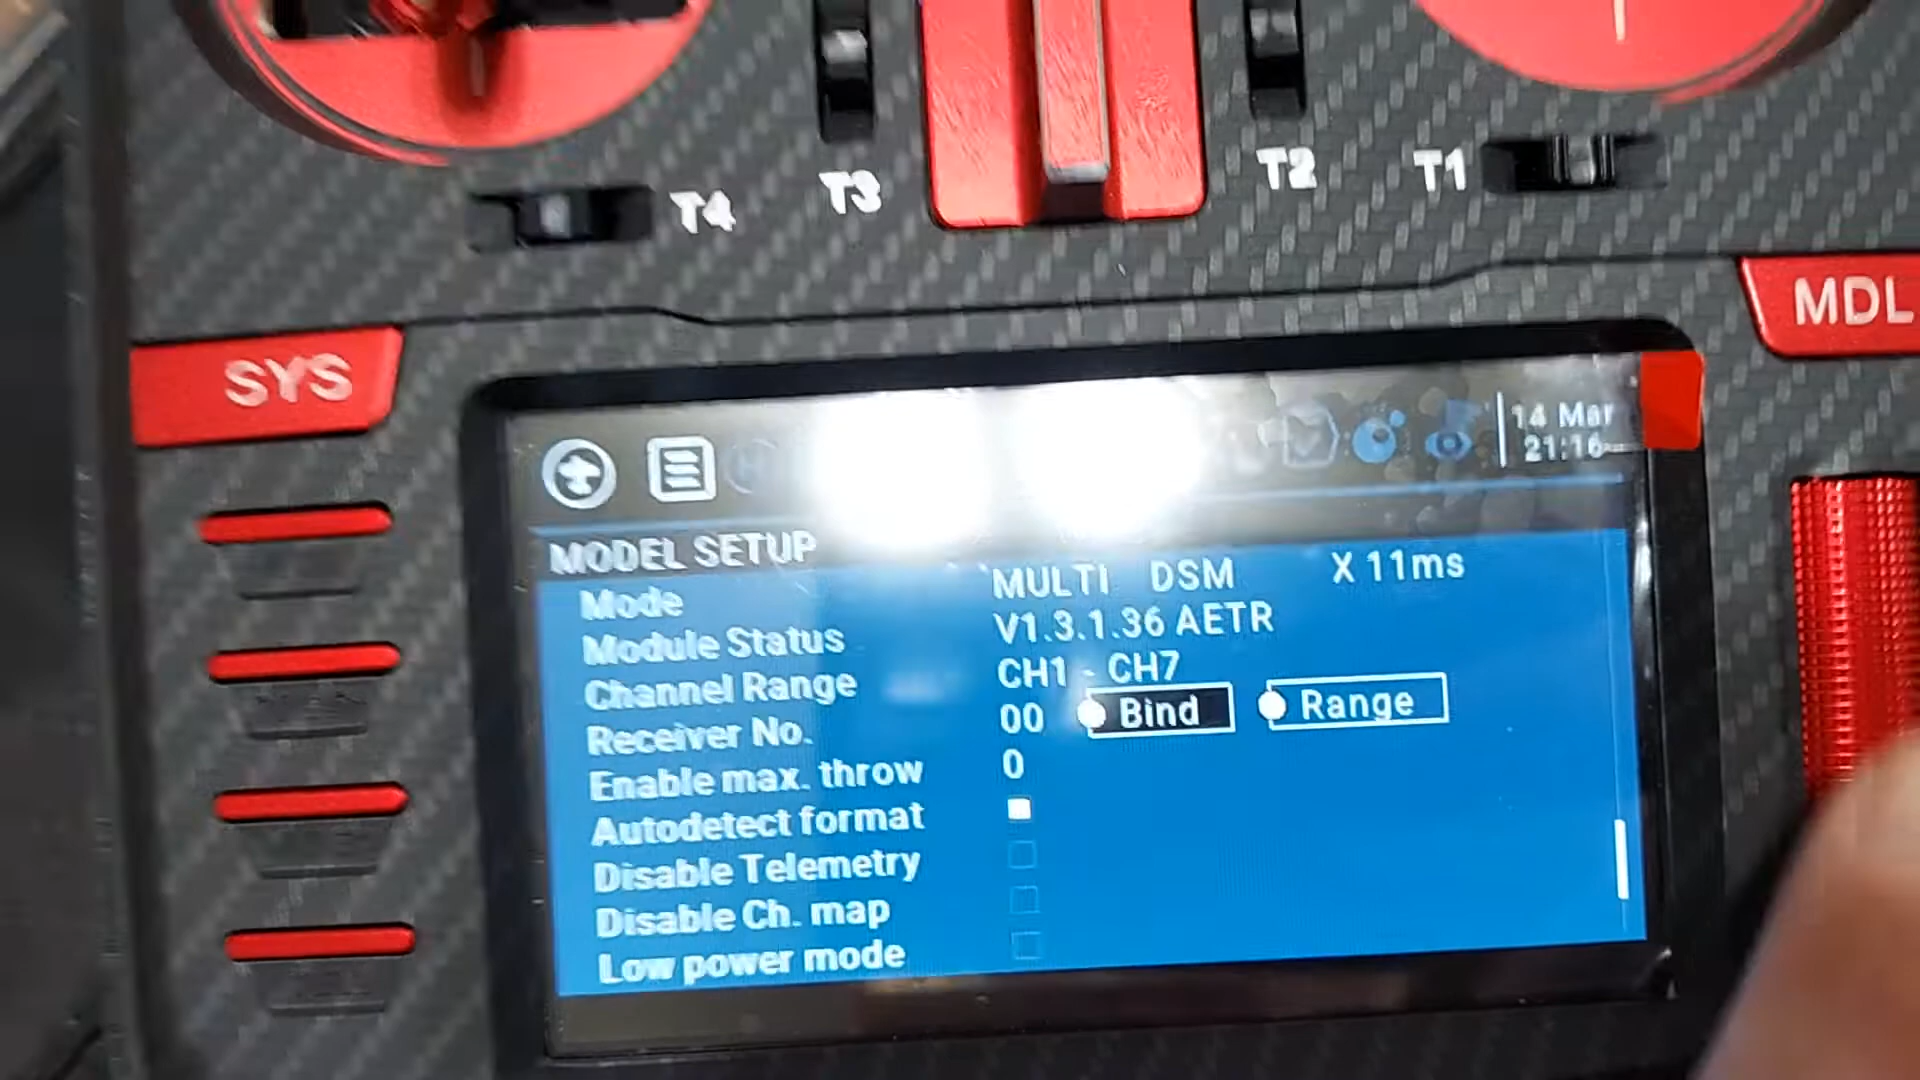 T4
T3
T2
T1
SYS
MDL
14 Mar
21:16
MODEL SETUP
Mode MULTI DSM X 11ms
Module Status V1.3.1.36 AETR
Channel Range CH1 - CH7
Receiver No. 00 Bind Range
Enable max. throw 0
Autodetect format
Disable Telemetry
Disable Ch. map
Low power mode